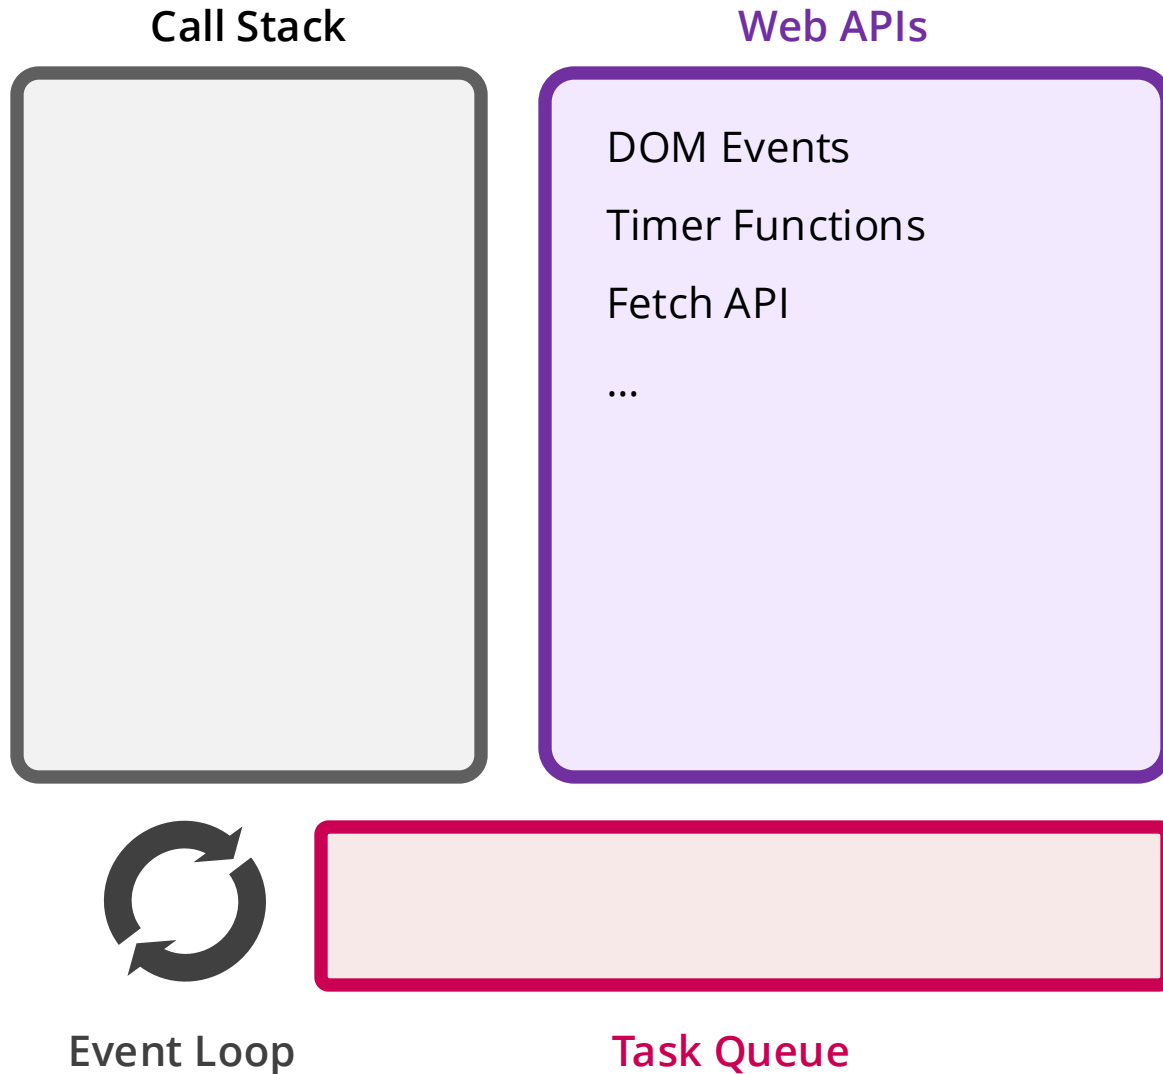 Call Stack
Web APIs
DOM Events
Timer Functions
Fetch API
...
Event Loop
Task Queue